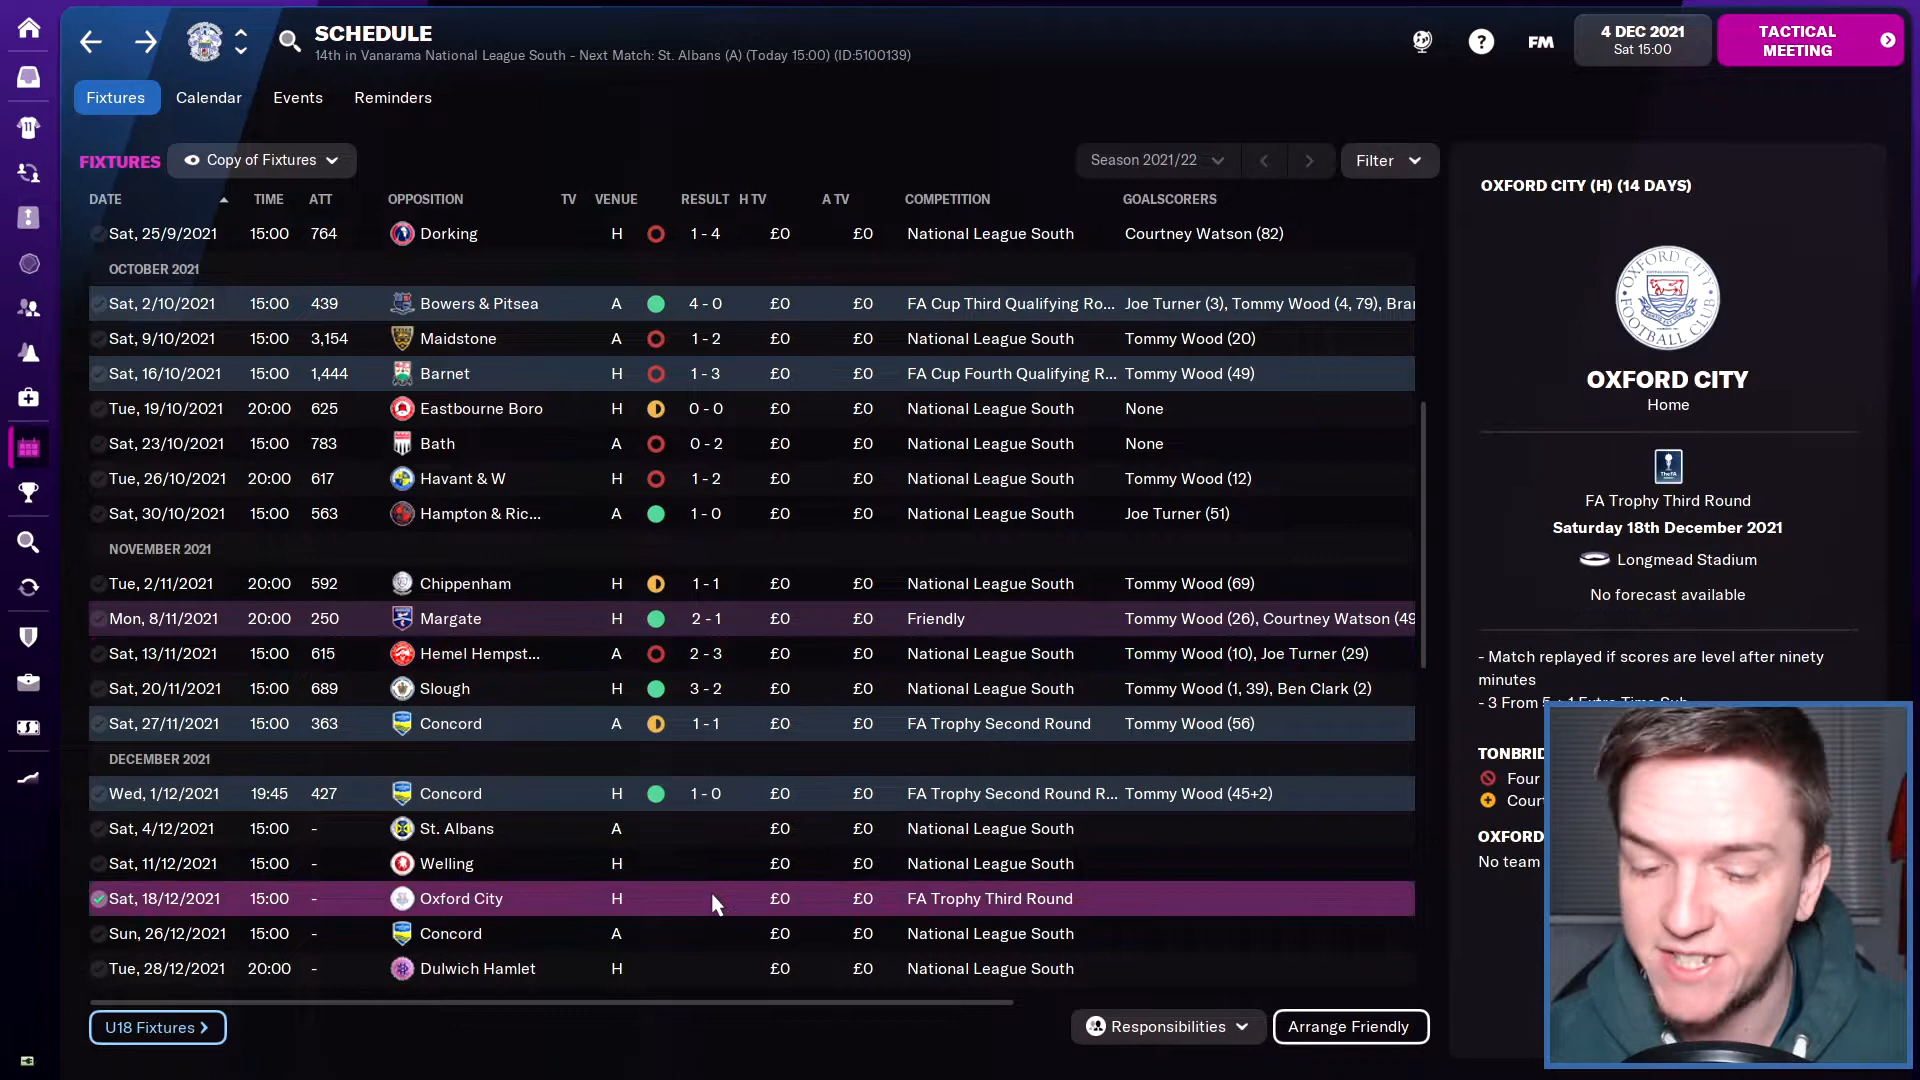 SCHEDULE
14th in Vanarama National League South - Next Match: St. Albans (A) (Today 15:00) (ID:5100139)
?
FM
4 DEC 2021
Sat 15:00
TACTICAL
MEETING
Fixtures Calendar Events Reminders
FIXTURES Copy of Fixtures Season 2021/22 Filter
DATE TIME ATT OPPOSITION TV VENUE RESULT H TV A TV COMPETITION GOALSCORERS
Sat, 25/9/2021 15:00 764 Dorking H 1 - 4 £0 £0 National League South Courtney Watson (82)
OCTOBER 2021
Sat, 2/10/2021 15:00 439 Bowers & Pitsea A 4 - 0 £0 £0 FA Cup Third Qualifying Ro... Joe Turner (3), Tommy Wood (4, 79), Brar
Sat, 9/10/2021 15:00 3,154 Maidstone A 1 - 2 £0 £0 National League South Tommy Wood (20)
Sat, 16/10/2021 15:00 1,444 Barnet H 1 - 3 £0 £0 FA Cup Fourth Qualifying R... Tommy Wood (49)
Tue, 19/10/2021 20:00 625 Eastbourne Boro H 0 - 0 £0 £0 National League South None
Sat, 23/10/2021 15:00 783 Bath A 0 - 2 £0 £0 National League South None
Tue, 26/10/2021 20:00 617 Havant & W H 1 - 2 £0 £0 National League South Tommy Wood (12)
Sat, 30/10/2021 15:00 563 Hampton & Ric... A 1 - 0 £0 £0 National League South Joe Turner (51)
NOVEMBER 2021
Tue, 2/11/2021 20:00 592 Chippenham H 1 - 1 £0 £0 National League South Tommy Wood (69)
Mon, 8/11/2021 20:00 250 Margate H 2 - 1 £0 £0 Friendly Tommy Wood (26), Courtney Watson (49
Sat, 13/11/2021 15:00 615 Hemel Hempst... A 2 - 3 £0 £0 National League South Tommy Wood (10), Joe Turner (29)
Sat, 20/11/2021 15:00 689 Slough H 3 - 2 £0 £0 National League South Tommy Wood (1, 39), Ben Clark (2)
Sat, 27/11/2021 15:00 363 Concord A 1 - 1 £0 £0 FA Trophy Second Round Tommy Wood (56)
DECEMBER 2021
Wed, 1/12/2021 19:45 427 Concord H 1 - 0 £0 £0 FA Trophy Second Round R... Tommy Wood (45+2)
Sat, 4/12/2021 15:00 - St. Albans A £0 £0 National League South
Sat, 11/12/2021 15:00 - Welling H £0 £0 National League South
Sat, 18/12/2021 15:00 - Oxford City H £0 £0 FA Trophy Third Round
Sun, 26/12/2021 15:00 - Concord A £0 £0 National League South
Tue, 28/12/2021 20:00 - Dulwich Hamlet H £0 £0 National League South
U18 Fixtures Responsibilities Arrange Friendly
OXFORD CITY (H) (14 DAYS)
OXFORD CITY
FOOTBALL CLUB
OXFORD CITY
Home
The FA
FA Trophy Third Round
Saturday 18th December 2021
Longmead Stadium
No forecast available
- Match replayed if scores are level after ninety
minutes
- 3 From 5 + 1 Extra Time Sub
TONBRID
Four
Court
OXFORD
No team